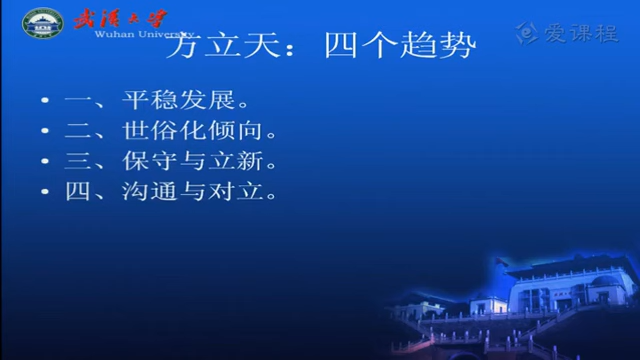 武汉大学
Wuhan University
爱课程
方立天：四个趋势
• 一、平稳发展。
• 二、世俗化倾向。
• 三、保守与立新。
• 四、沟通与对立。